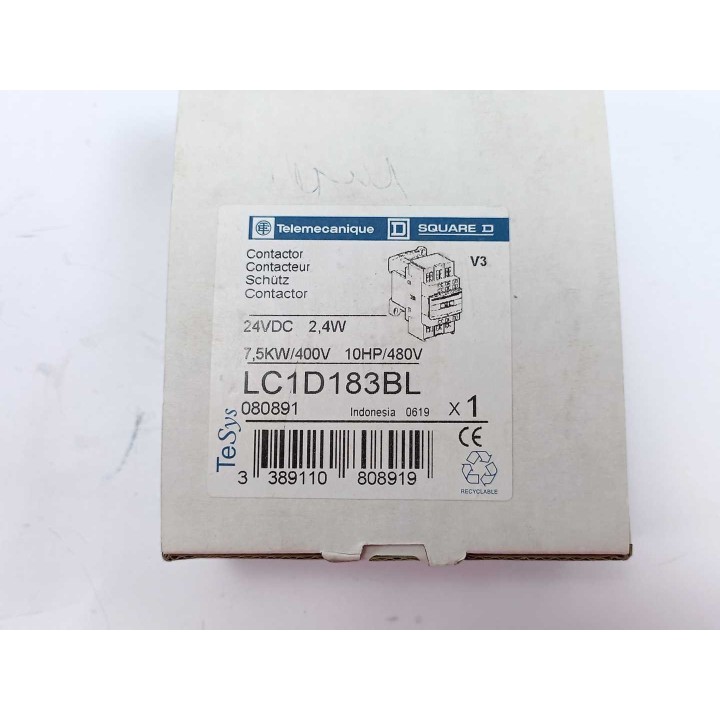 Telemecanique SQUARE D
Contactor
Contacteur
Schütz
Contactor
V3
24VDC 2,4W
7,5KW/400V 10HP/480V
LC1D183BL
080891 Indonesia 0619 x 1
TeSys
CE
3 389110 808919
RECYCLABLE